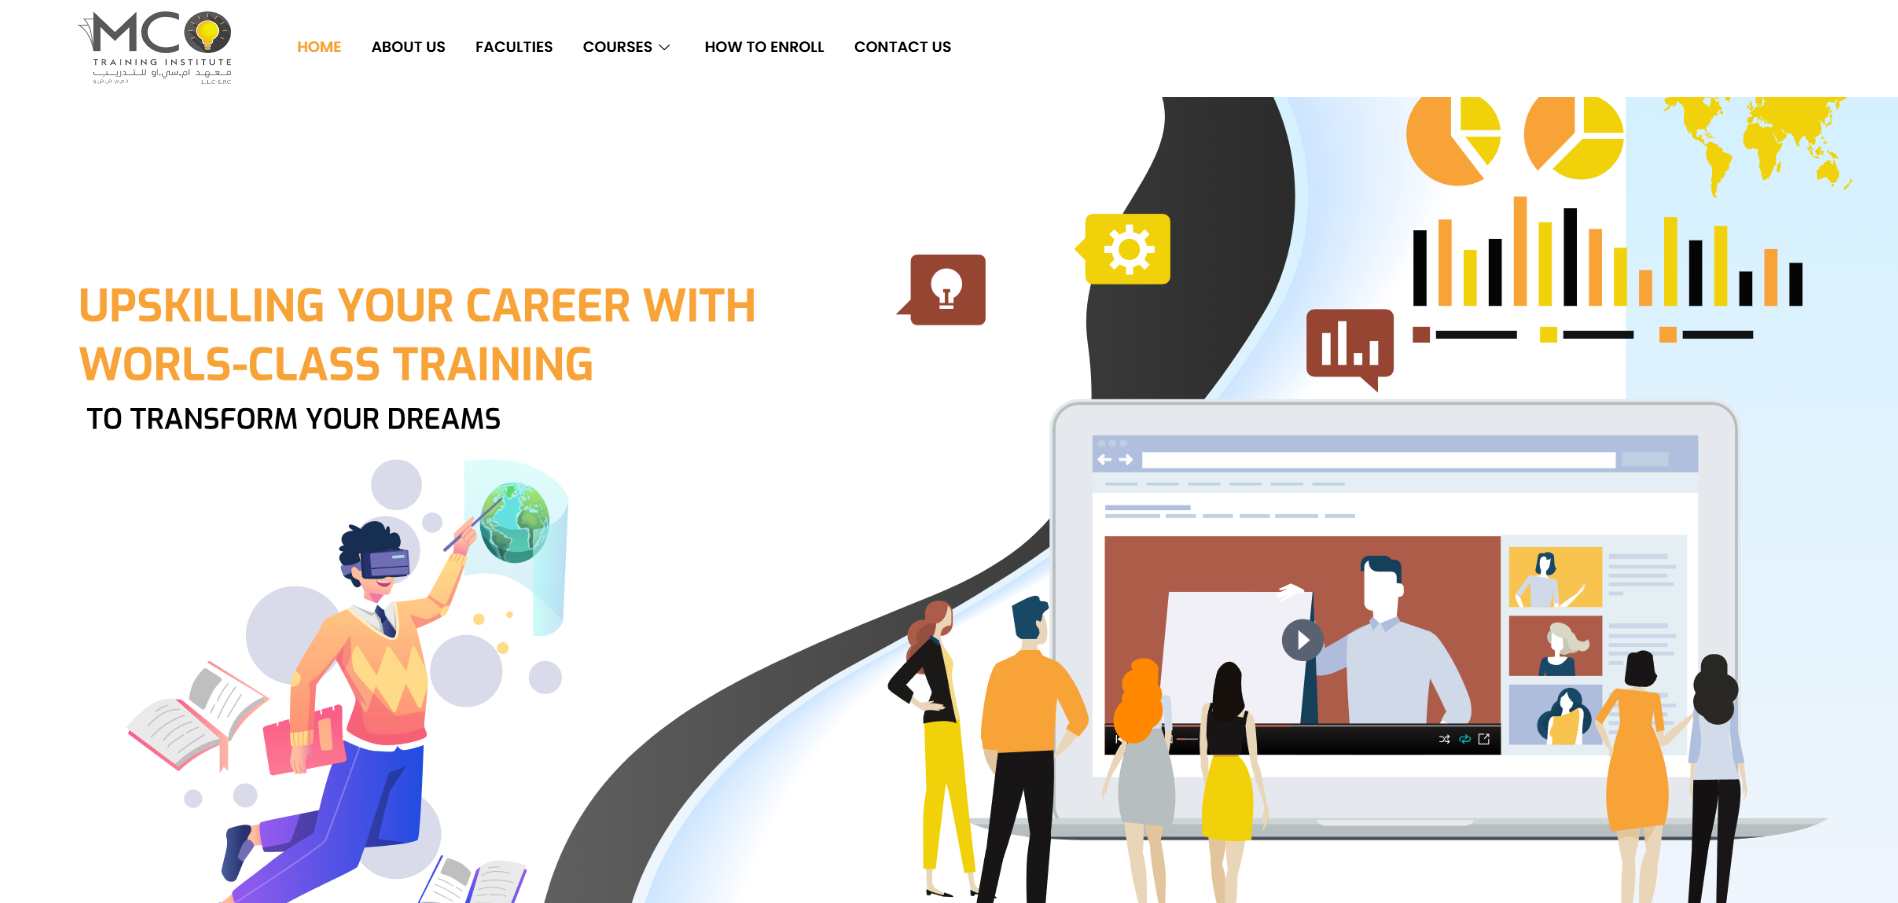 MCO
TRAINING INSTITUTE
معهد ام.سي.او للتدريب
L.L.C-S.P.C
HOME
ABOUT US
FACULTIES
COURSES
HOW TO ENROLL
CONTACT US
UPSKILLING YOUR CAREER WITH
WORLS-CLASS TRAINING
TO TRANSFORM YOUR DREAMS